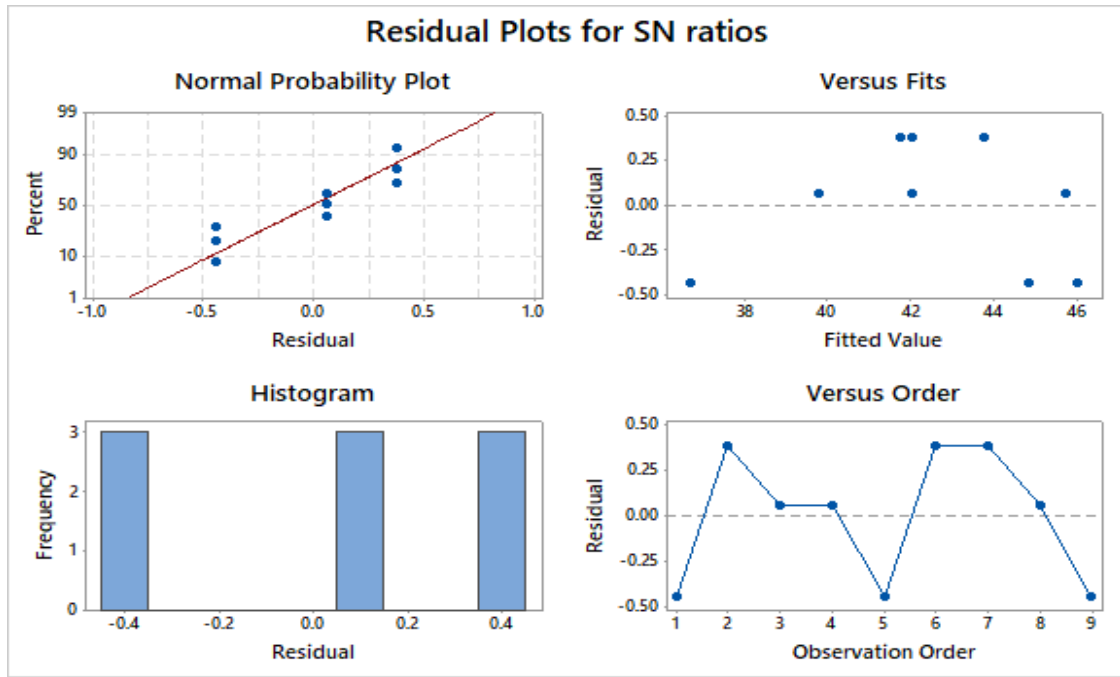 Residual Plots for SN ratios
Normal Probability Plot
99
90
50
10
1
Percent
-1.0 -0.5 0.0 0.5 1.0
Residual
Versus Fits
0.50
0.25
0.00
-0.25
-0.50
Residual
38 40 42 44 46
Fitted Value
Histogram
3
2
1
0
Frequency
-0.4 -0.2 0.0 0.2 0.4
Residual
Versus Order
0.50
0.25
0.00
-0.25
-0.50
Residual
1 2 3 4 5 6 7 8 9
Observation Order